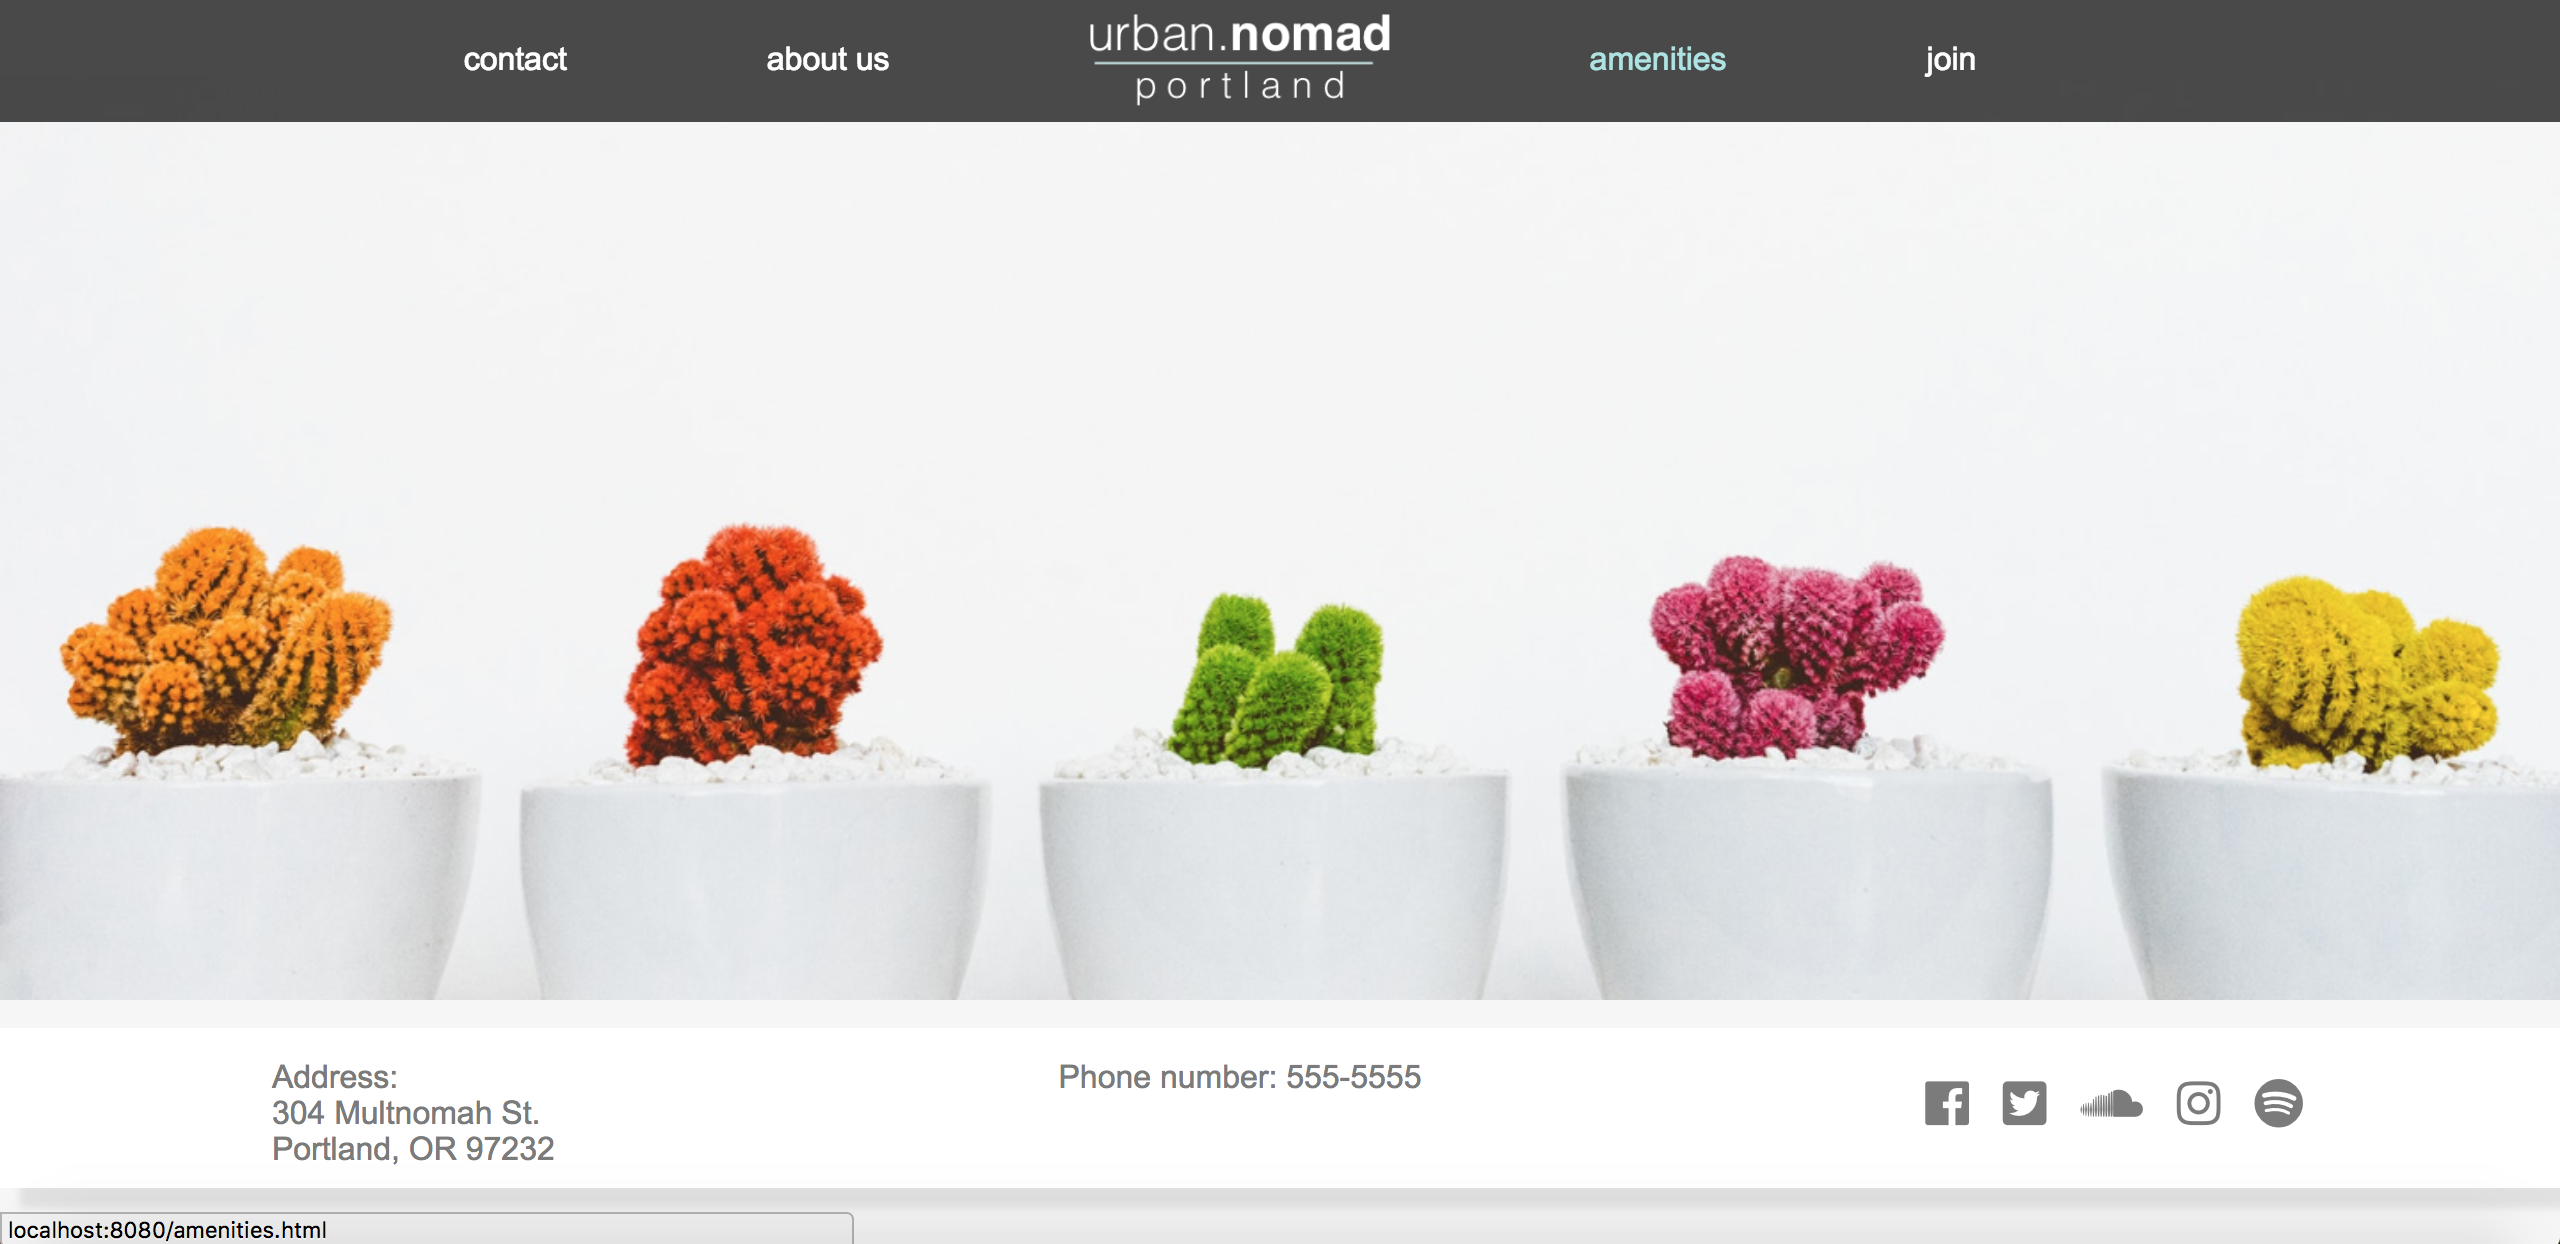 contact
about us
urban.nomad
portland
amenities
join
Address:
304 Multnomah St.
Portland, OR 97232
Phone number: 555-5555
localhost:8080/amenities.html